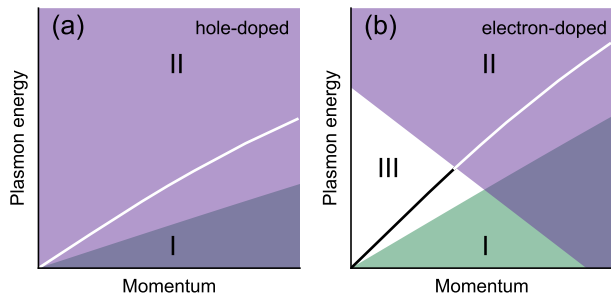 (a)
hole-doped
II
I
Plasmon energy
Momentum
(b)
electron-doped
II
III
I
Plasmon energy
Momentum